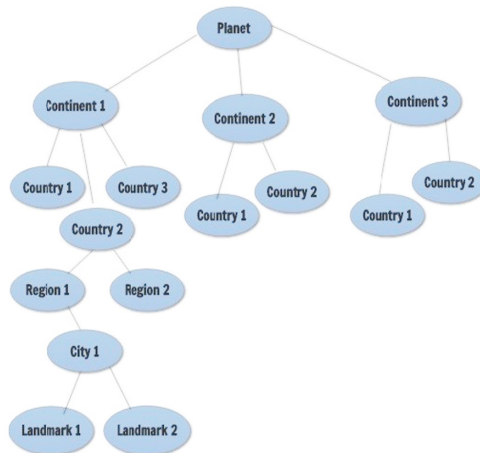 Planet
Continent 1
Continent 2
Continent 3
Country 1
Country 3
Country 2
Country 1
Country 2
Country 2
Country 1
Region 1
Region 2
City 1
Landmark 1
Landmark 2